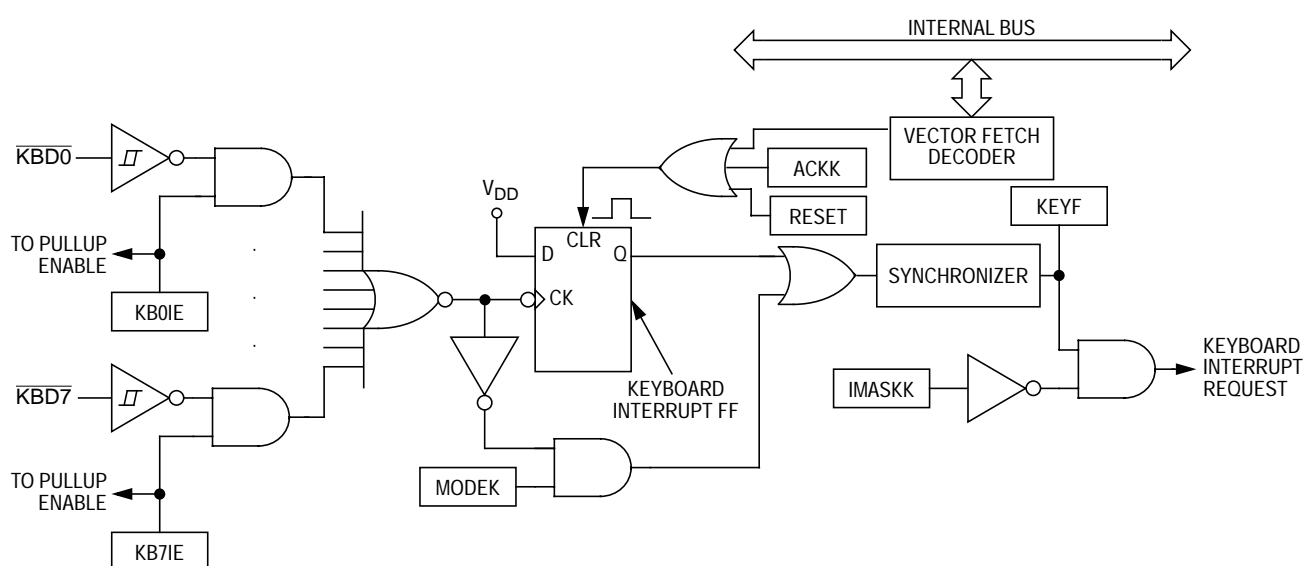 INTERNAL BUS
VECTOR FETCH
DECODER
ACKK
RESET
KEYF
KBD0
TO PULLUP
ENABLE
KB0IE
.
.
.
KBD7
TO PULLUP
ENABLE
KB7IE
VDD
D
CLR
Q
CK
KEYBOARD
INTERRUPT FF
MODEK
SYNCHRONIZER
IMASKK
KEYBOARD
INTERRUPT
REQUEST